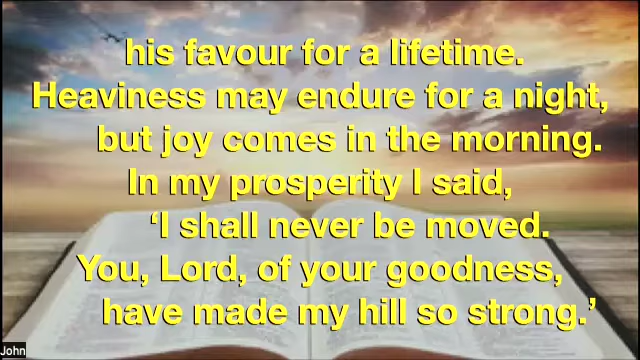 his favour for a lifetime.
Heaviness may endure for a night,
but joy comes in the morning.
In my prosperity I said,
‘I shall never be moved.
You, Lord, of your goodness,
have made my hill so strong.’
John